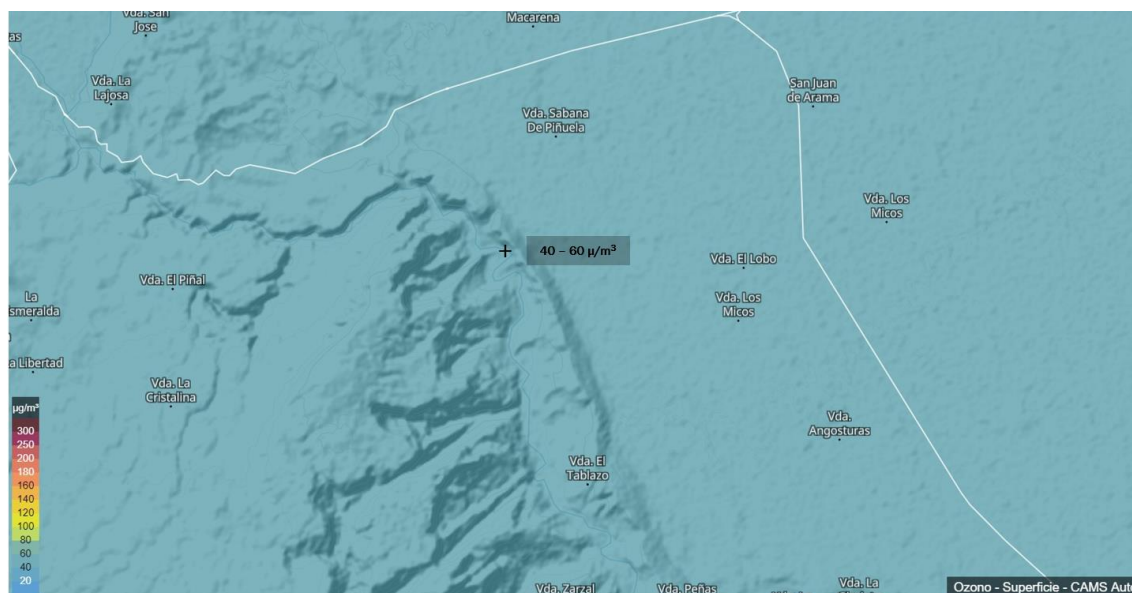 Vda. San
Jose
Macarena
as
Vda. La
Lajosa
San Juan
de Arama
Vda. Sabana
De Piñuela
Vda. Los
Micos
40 – 60 µ/m³
Vda. El Lobo
Vda. El Piñal
La
smeralda
Vda. Los
Micos
a Libertad
Vda. La
Cristalina
µg/m³
300
250
200
180
160
140
120
100
80
60
40
20
Vda.
Angosturas
Vda. El
Tablazo
Vda. Zarzal
Vda. Peñas
Vda. La
Ozono - Superficie - CAMS Aut